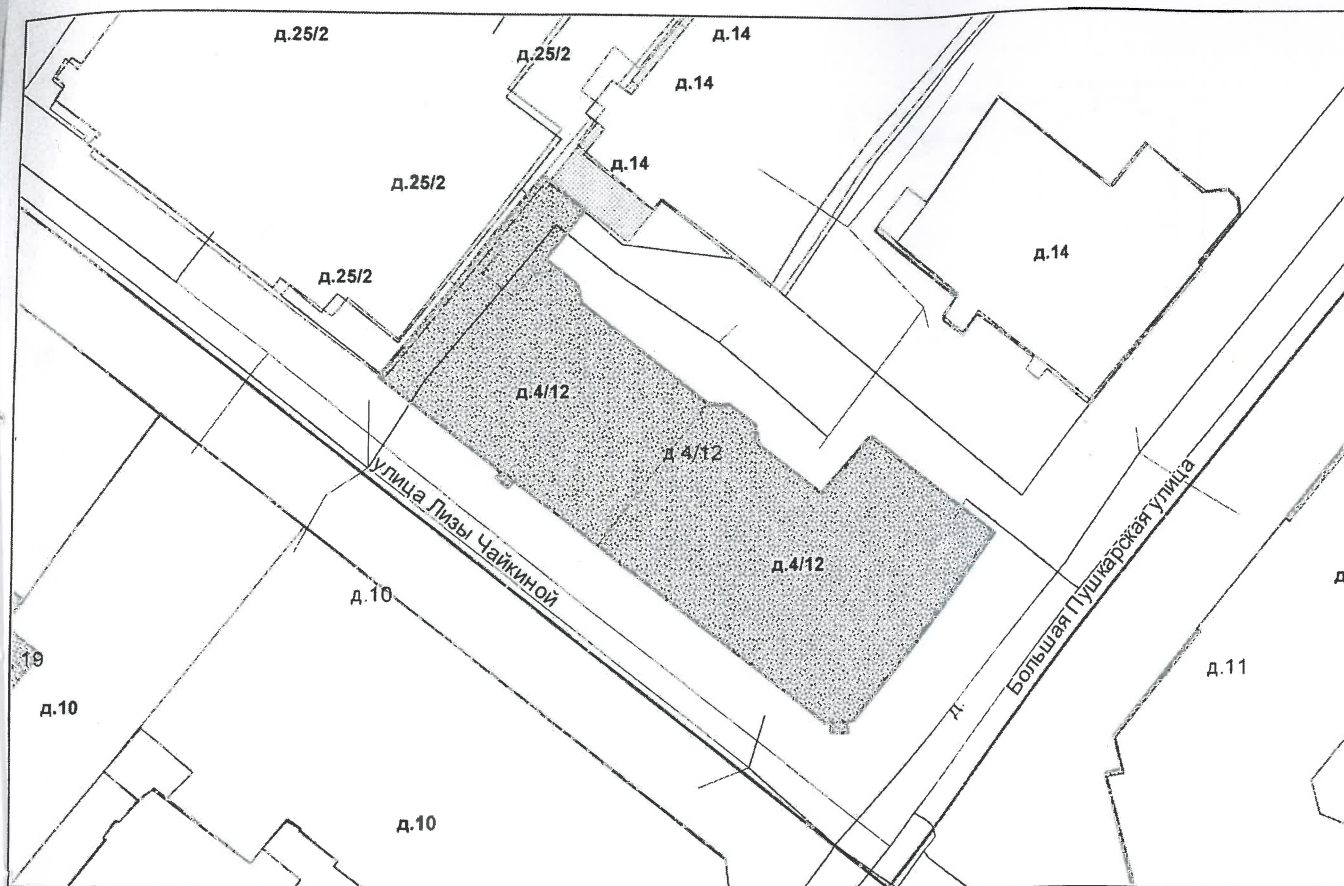 д.25/2
д.25/2
д.14
д.14
д.14
д.25/2
д.14
д.25/2
д.4/12
д 4/12
улица Лизы Чайкиной
Большая Пушкарская улица
д.4/12
д
д.10
19
д.11
д.10
д.
д.10